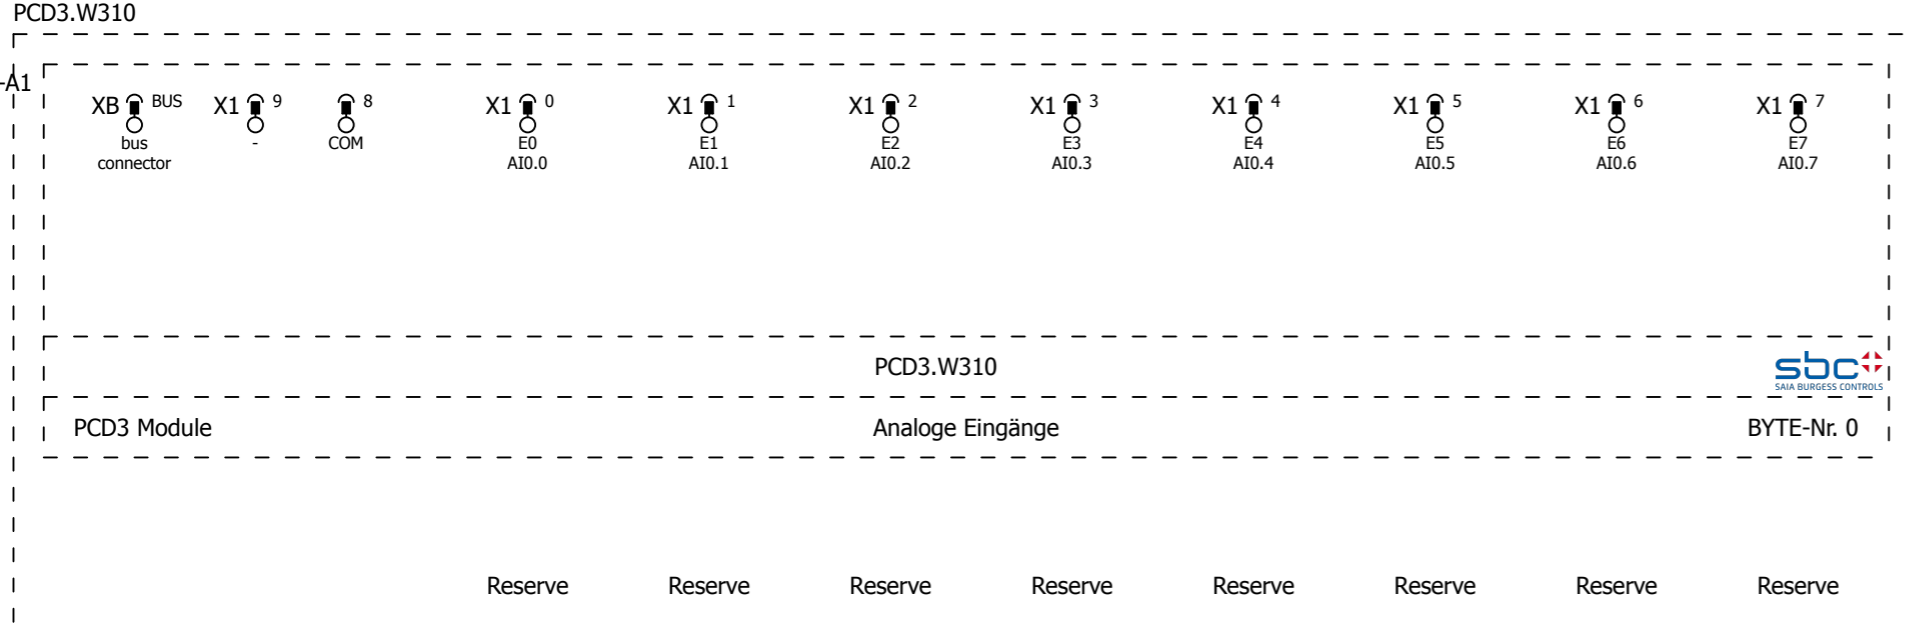 PCD3.W310
-A1
XB BUS X1 9 8 X1 0 X1 1 X1 2 X1 3 X1 4 X1 5 X1 6 X1 7
bus - COM E0 E1 E2 E3 E4 E5 E6 E7
connector AI0.0 AI0.1 AI0.2 AI0.3 AI0.4 AI0.5 AI0.6 AI0.7
PCD3.W310
sbc
SAIA BURGESS CONTROLS
PCD3 Module Analoge Eingänge BYTE-Nr. 0
Reserve Reserve Reserve Reserve Reserve Reserve Reserve Reserve